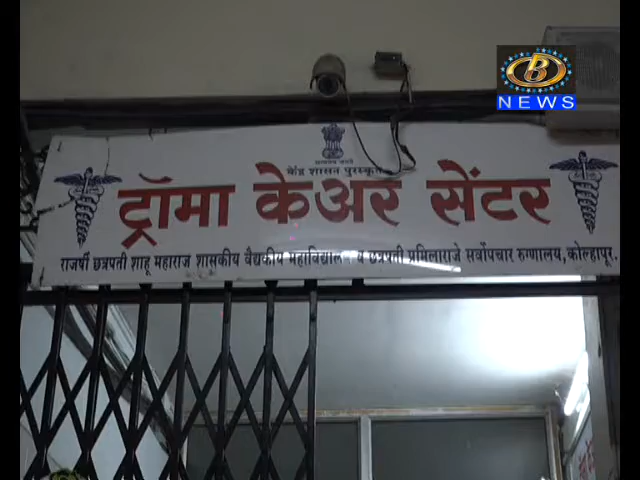 B
NEWS
केंद्र शासन पुरस्कृत
ट्रॉमा केअर सेंटर
राजर्षी छत्रपती शाहू महाराज शासकीय वैद्यकीय महाविद्यालय व छत्रपती प्रमिलाराजे सर्वोपचार रुग्णालय, कोल्हापूर.